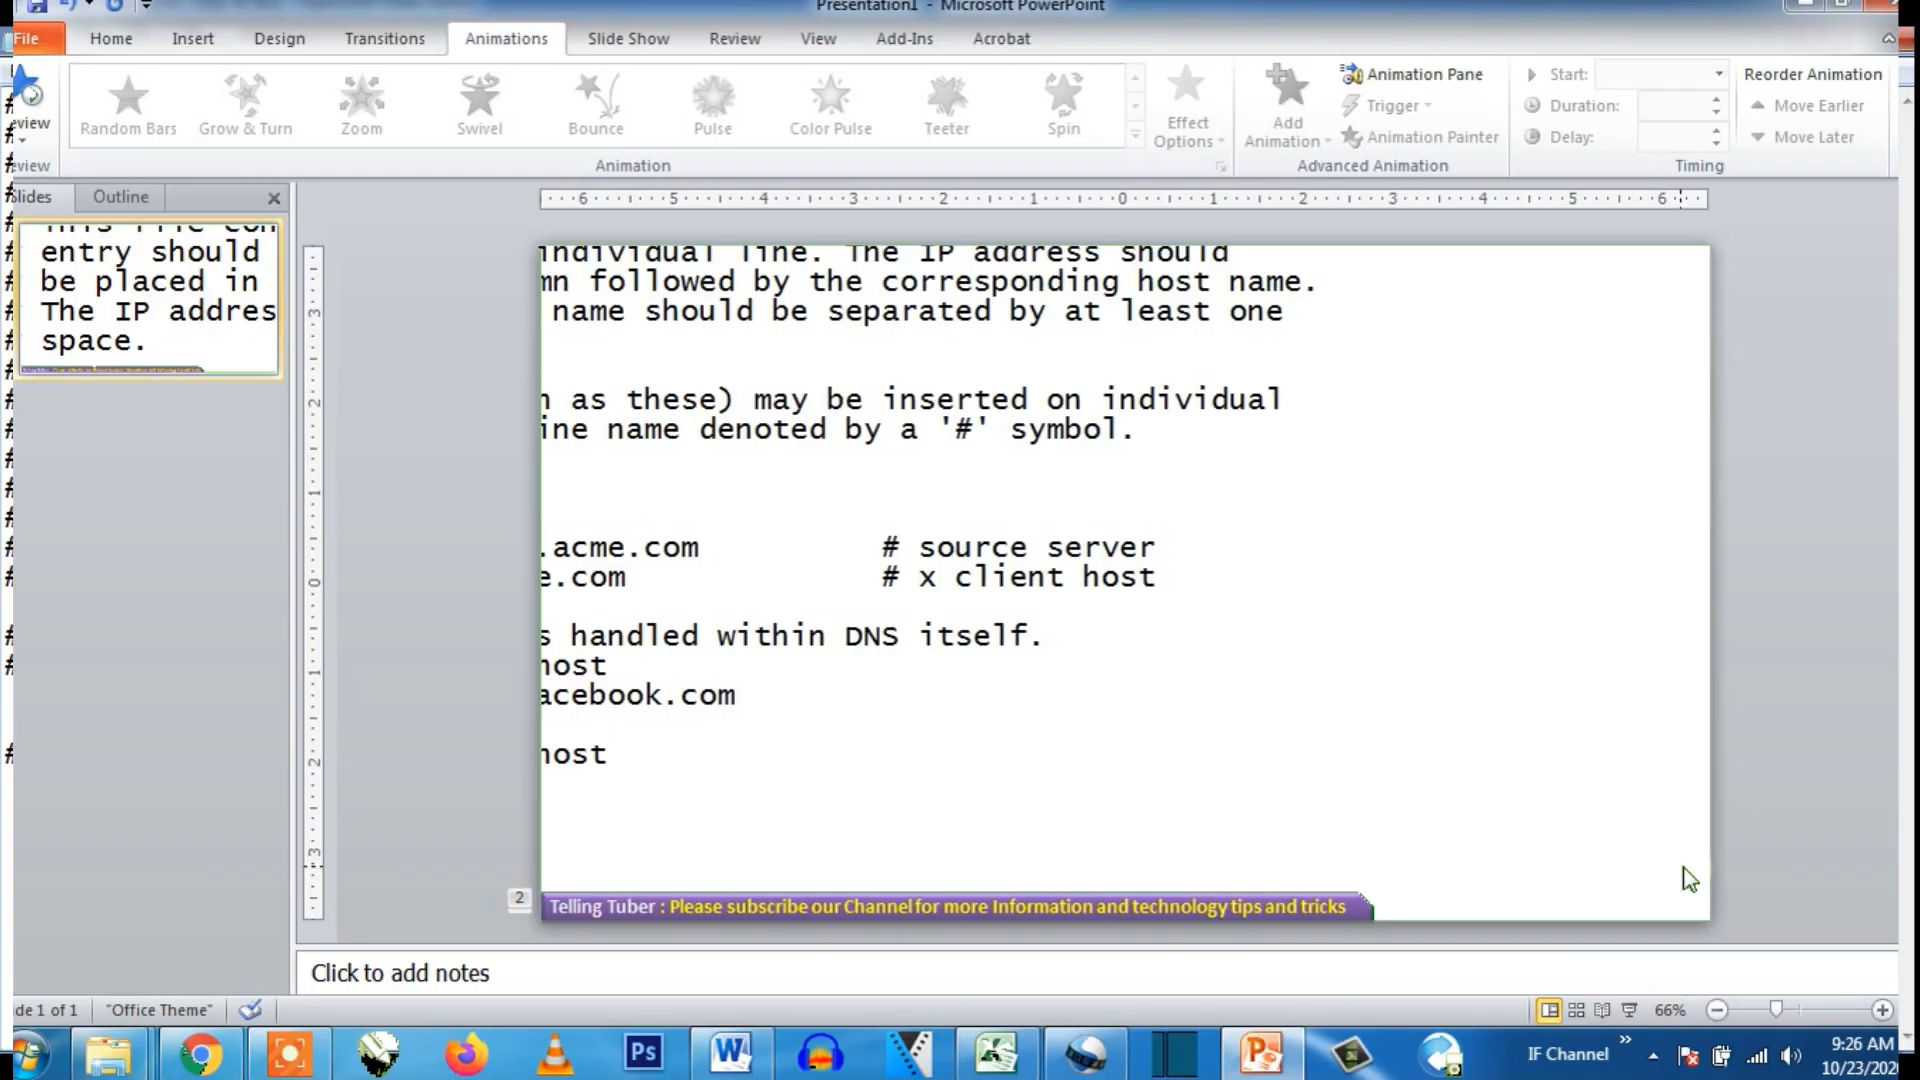 Presentation1 - Microsoft PowerPoint
File Home Insert Design Transitions Animations Slide Show Review View Add-Ins Acrobat
Random Bars Grow & Turn Zoom Swivel Bounce Pulse Color Pulse Teeter Spin
Effect Options
Add Animation
Animation Pane
Trigger
Animation Painter
Start:
Duration:
Delay:
Reorder Animation
Move Earlier
Move Later
eview
eview Animation Advanced Animation Timing
Slides Outline
entry should
be placed in
The IP addres
space.
individual line. The IP address should
mn followed by the corresponding host name.
name should be separated by at least one
as these) may be inserted on individual
ine name denoted by a '#' symbol.
.acme.com # source server
e.com # x client host
s handled within DNS itself.
host
acebook.com
host
2
Telling Tuber : Please subscribe our Channel for more Information and technology tips and tricks
Click to add notes
de 1 of 1 "Office Theme" 66%
Ps
IF Channel
9:26 AM
10/23/202